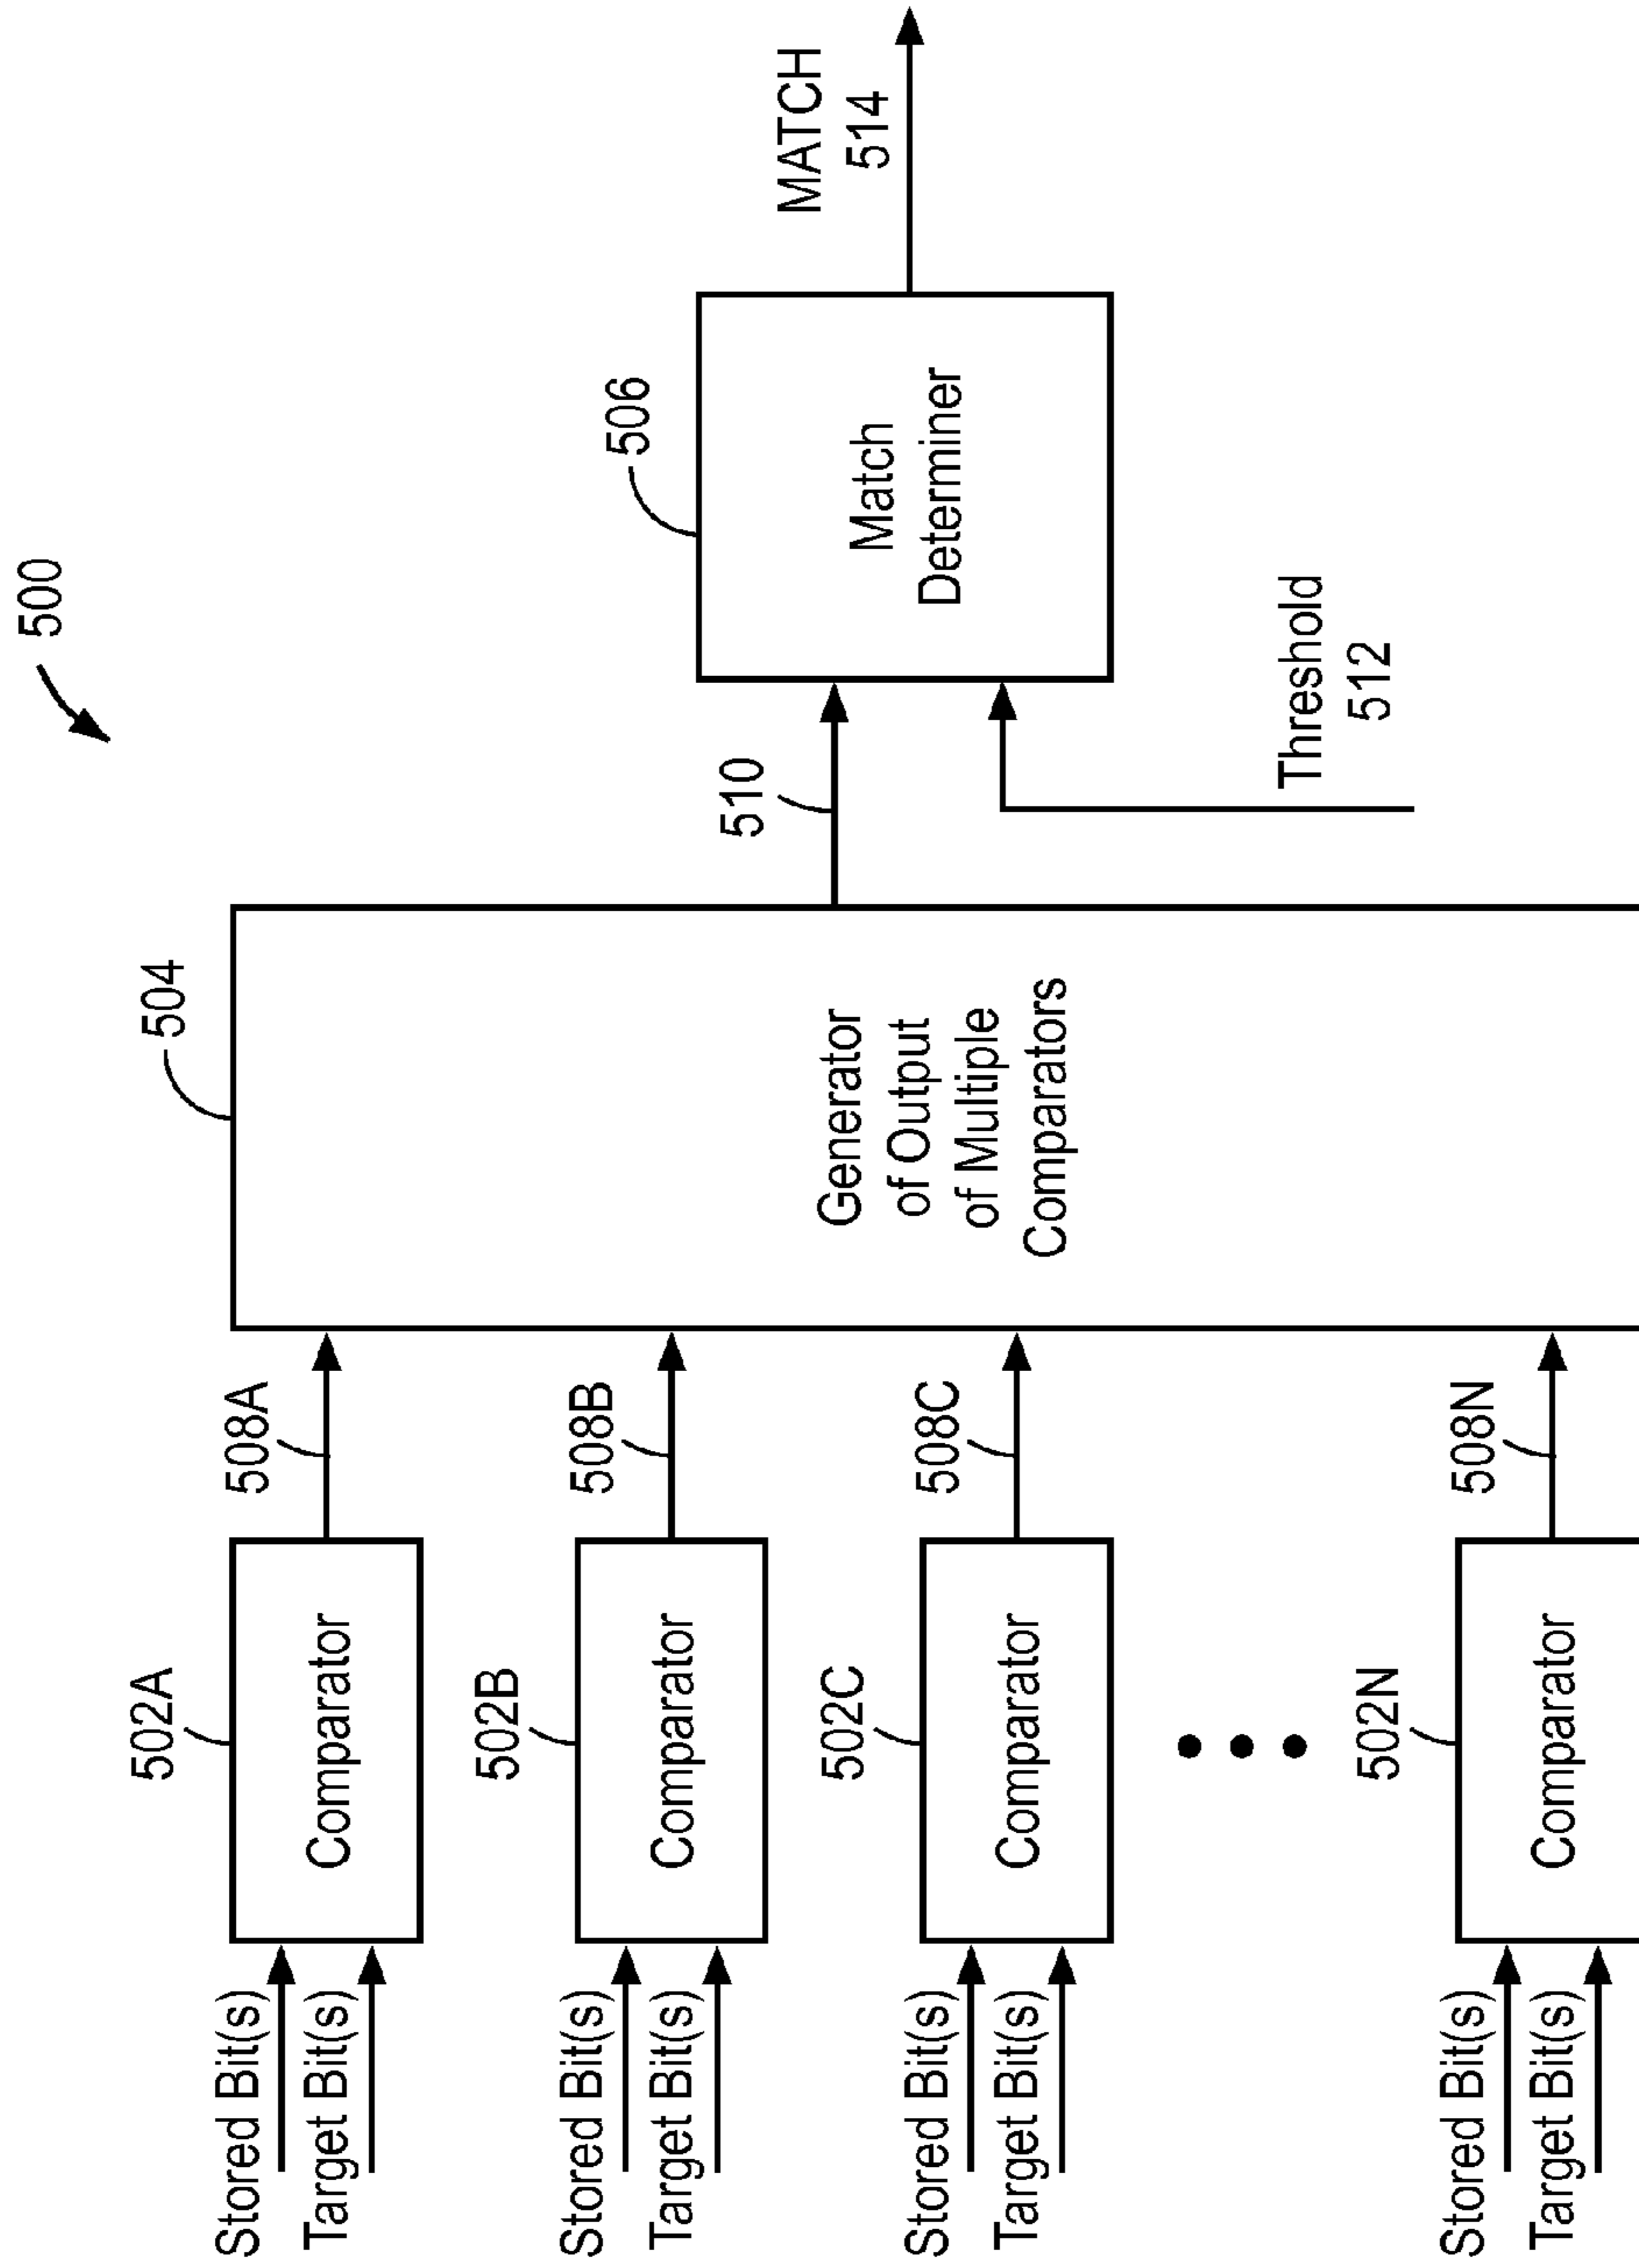 500
504
506
502A
Stored Bit(s)
Target Bit(s)
Comparator
508A
502B
Stored Bit(s)
Target Bit(s)
Comparator
508B
502C
Stored Bit(s)
Target Bit(s)
Comparator
508C
502N
Stored Bit(s)
Target Bit(s)
Comparator
508N
Generator
of Output
of Multiple
Comparators
510
Match
Determiner
Threshold
512
MATCH
514